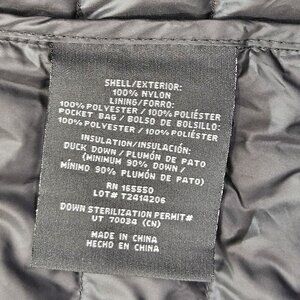 SHELL/EXTERIOR:
100% NYLON
LINING/FORRO:
100% POLYESTER / 100% POLIÉSTER
POCKET BAG / BOLSO DE BOLSILLO:
100% POLYESTER / 100% POLIÉSTER
INSULATION/INSULACIÓN:
DUCK DOWN / PLUMÓN DE PATO
(MINIMUM 90% DOWN /
MÍNIMO 90% PLUMÓN DE PATO)
RN 165550
LOT# T2414206
DOWN STERILIZATION PERMIT#
UT 70034 (CN)
MADE IN CHINA
HECHO EN CHINA